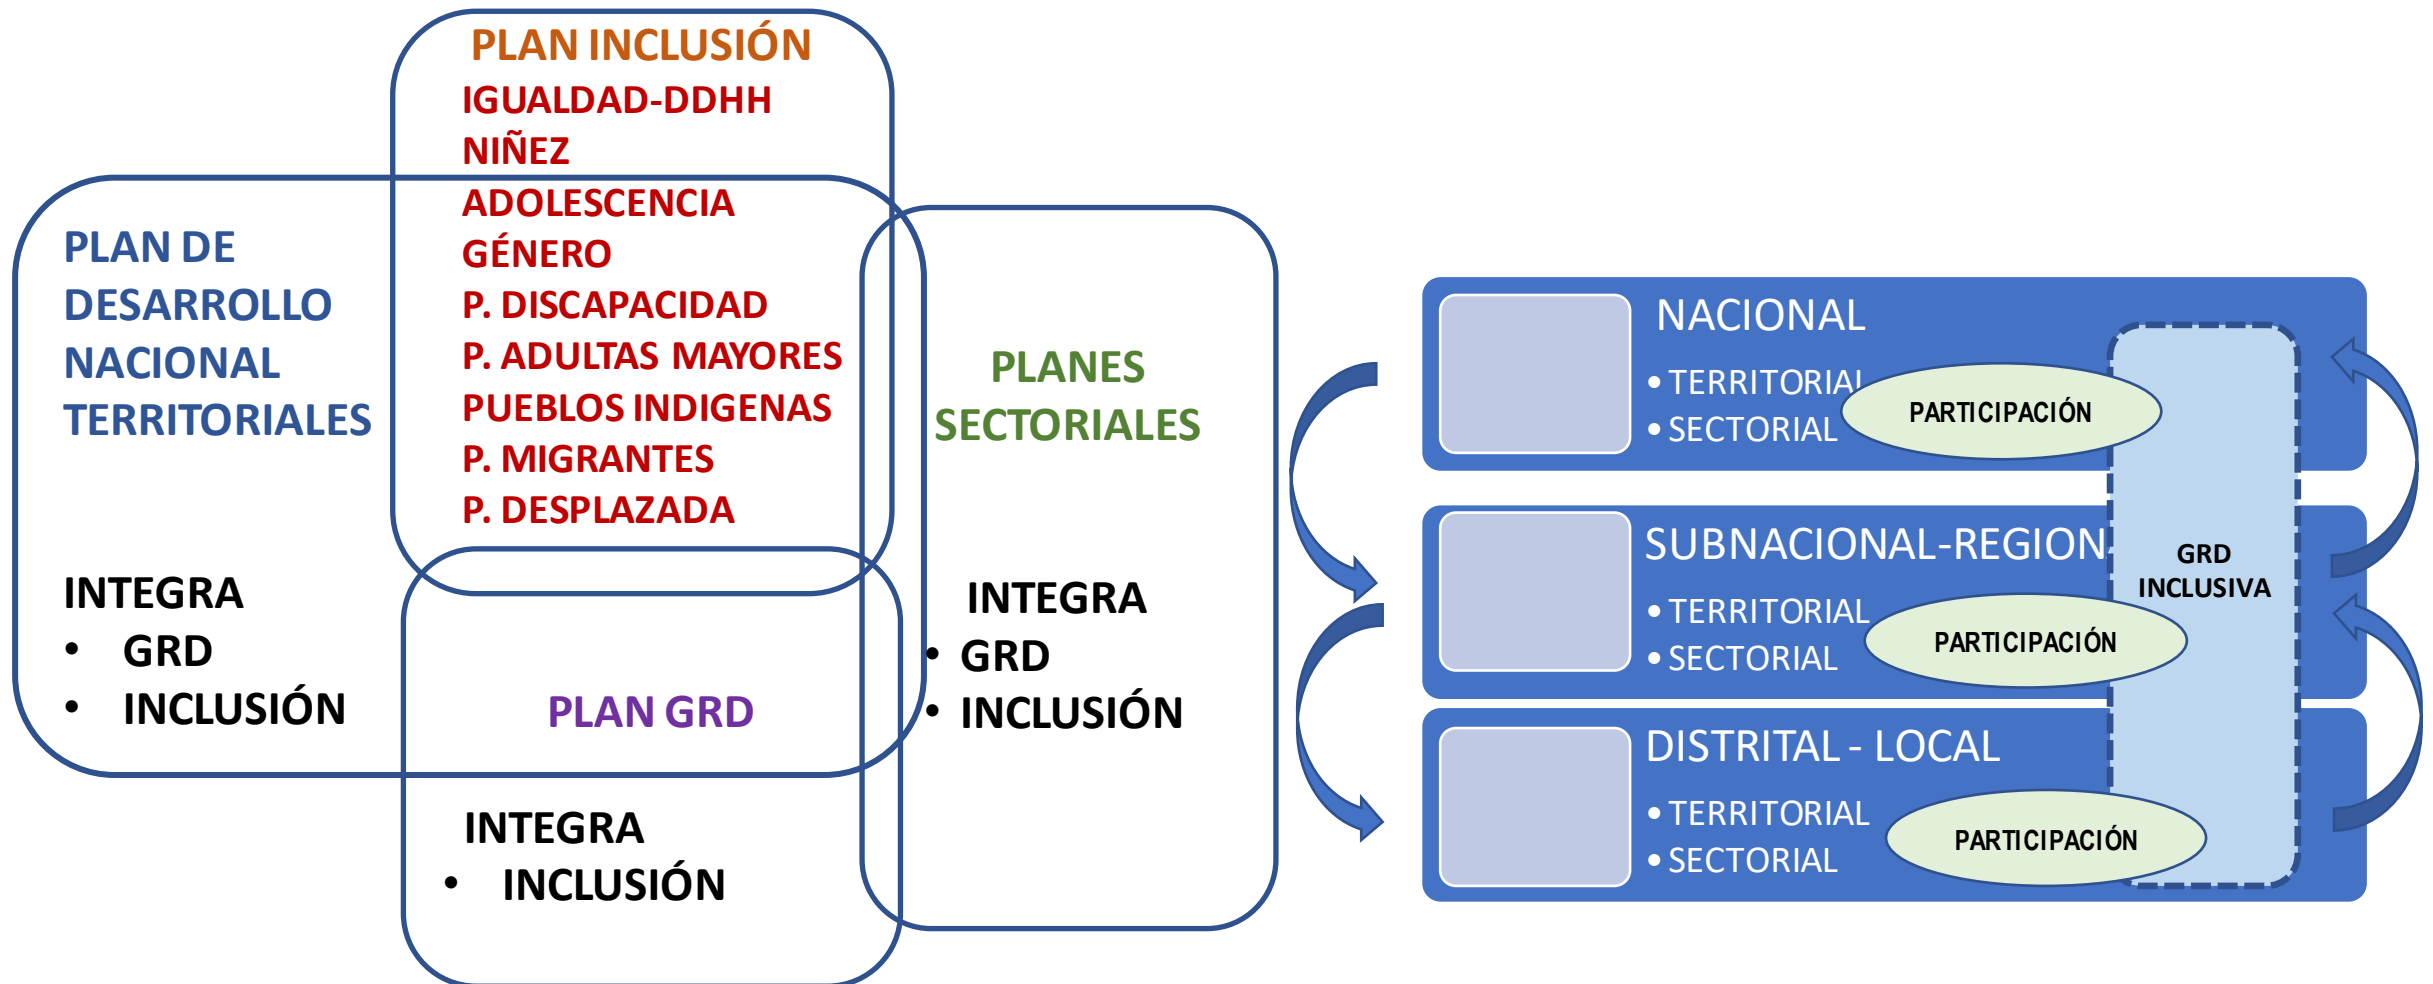 PLAN INCLUSIÓN
IGUALDAD-DDHH
NIÑEZ
ADOLESCENCIA
GÉNERO
P. DISCAPACIDAD
P. ADULTAS MAYORES
PUEBLOS INDIGENAS
P. MIGRANTES
P. DESPLAZADA
PLAN DE
DESARROLLO
NACIONAL
TERRITORIALES
INTEGRA
• GRD
• INCLUSIÓN
PLAN GRD
INTEGRA
• INCLUSIÓN
PLANES
SECTORIALES
INTEGRA
• GRD
• INCLUSIÓN
NACIONAL
• TERRITORIAL
• SECTORIAL
PARTICIPACIÓN
SUBNACIONAL-REGION
• TERRITORIAL
• SECTORIAL
PARTICIPACIÓN
GRD
INCLUSIVA
DISTRITAL - LOCAL
• TERRITORIAL
• SECTORIAL
PARTICIPACIÓN